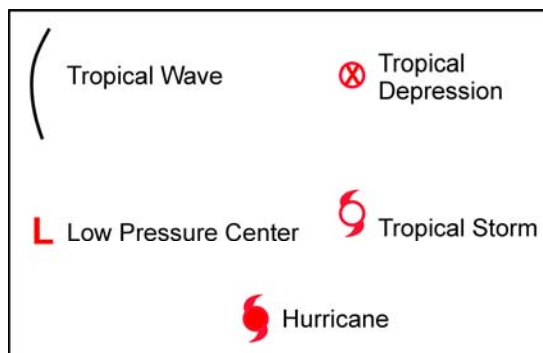 Tropical Wave
Tropical
Depression
L Low Pressure Center
Tropical Storm
Hurricane